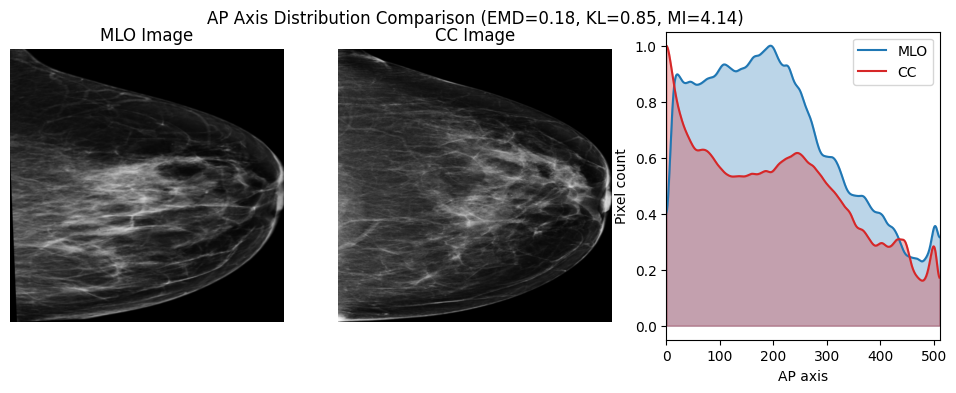 AP Axis Distribution Comparison (EMD=0.18, KL=0.85, MI=4.14)
MLO Image
CC Image
MLO
CC
Pixel count
1.0
0.8
0.6
0.4
0.2
0.0
0 100 200 300 400 500
AP axis